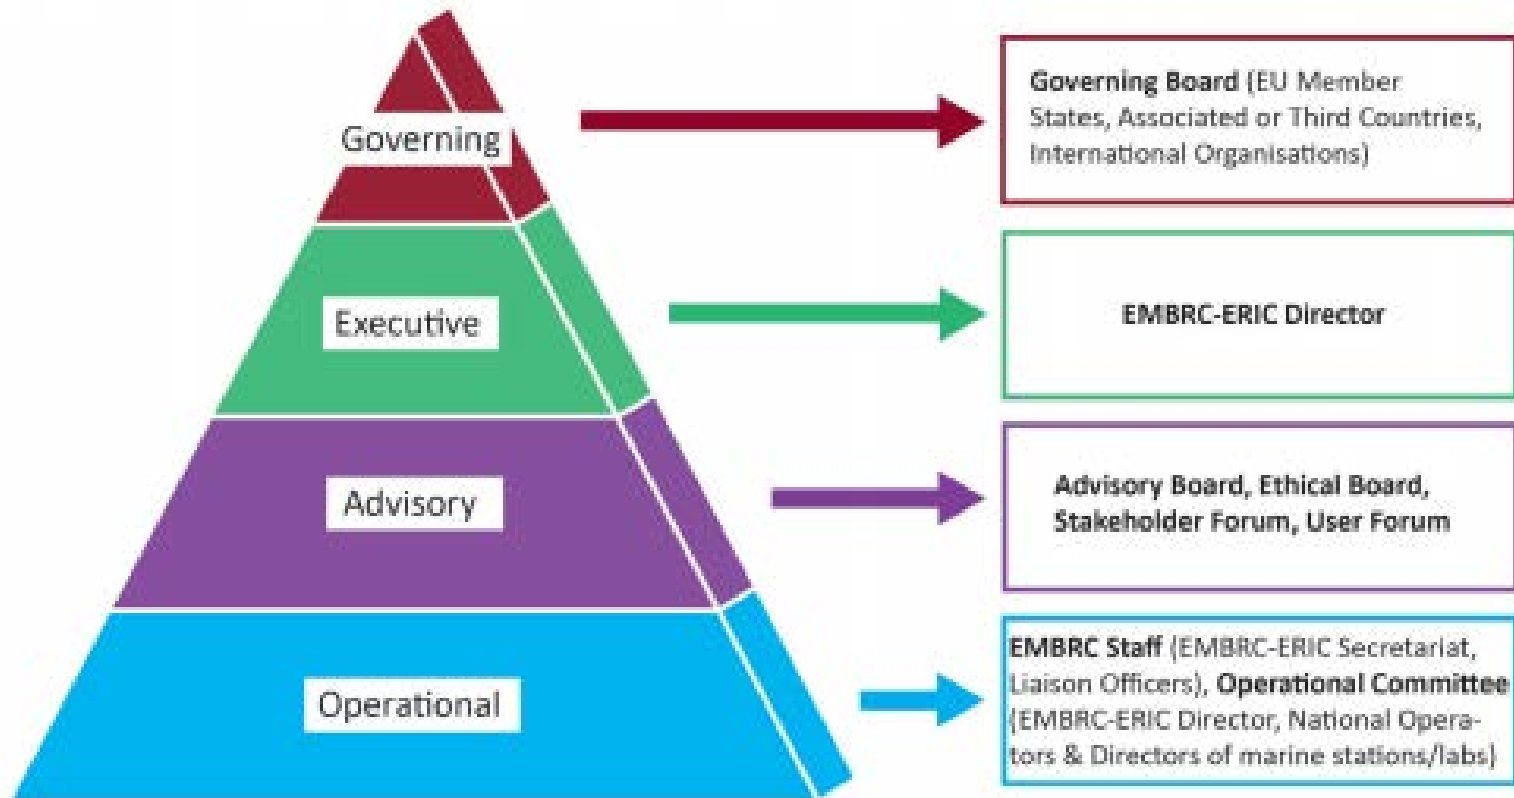 Governing
Governing Board (EU Member
States, Associated or Third Countries,
International Organisations)
Executive
EMBRC-ERIC Director
Advisory
Advisory Board, Ethical Board,
Stakeholder Forum, User Forum
Operational
EMBRC Staff (EMBRC-ERIC Secretariat,
Liaison Officers), Operational Committee
(EMBRC-ERIC Director, National Opera-
tors & Directors of marine stations/labs)